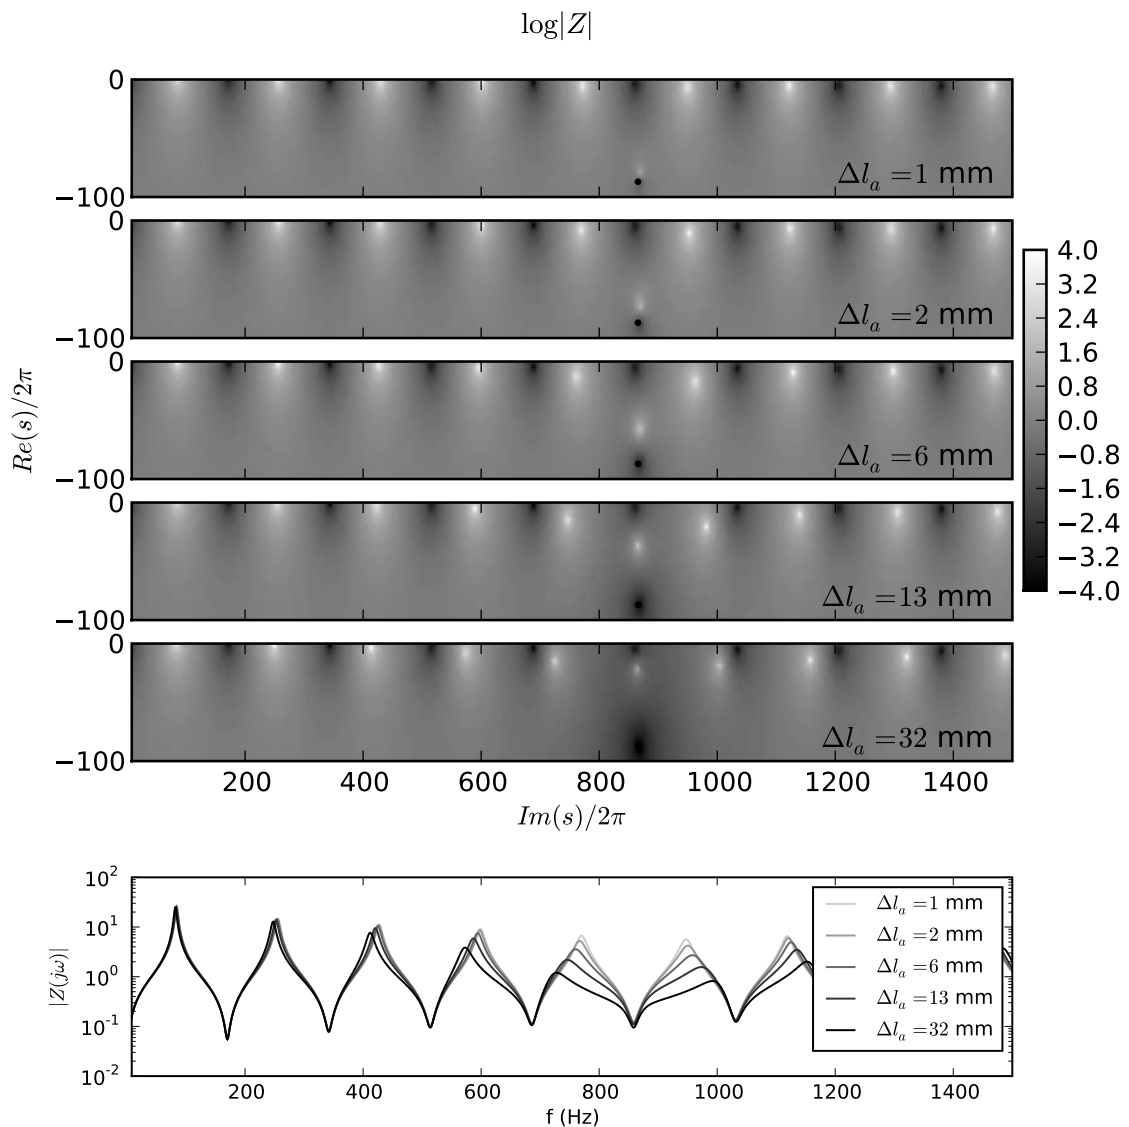 log|Z|
0
−100
Δl_a = 1 mm
0
−100
Δl_a = 2 mm
0
−100
Δl_a = 6 mm
0
−100
Δl_a = 13 mm
0
−100
Δl_a = 32 mm
Re(s)/2π
200 400 600 800 1000 1200 1400
Im(s)/2π
4.0
3.2
2.4
1.6
0.8
0.0
−0.8
−1.6
−2.4
−3.2
−4.0
10^2
10^1
10^0
10^-1
10^-2
|Z(jω)|
Δl_a = 1 mm
Δl_a = 2 mm
Δl_a = 6 mm
Δl_a = 13 mm
Δl_a = 32 mm
200 400 600 800 1000 1200 1400
f (Hz)